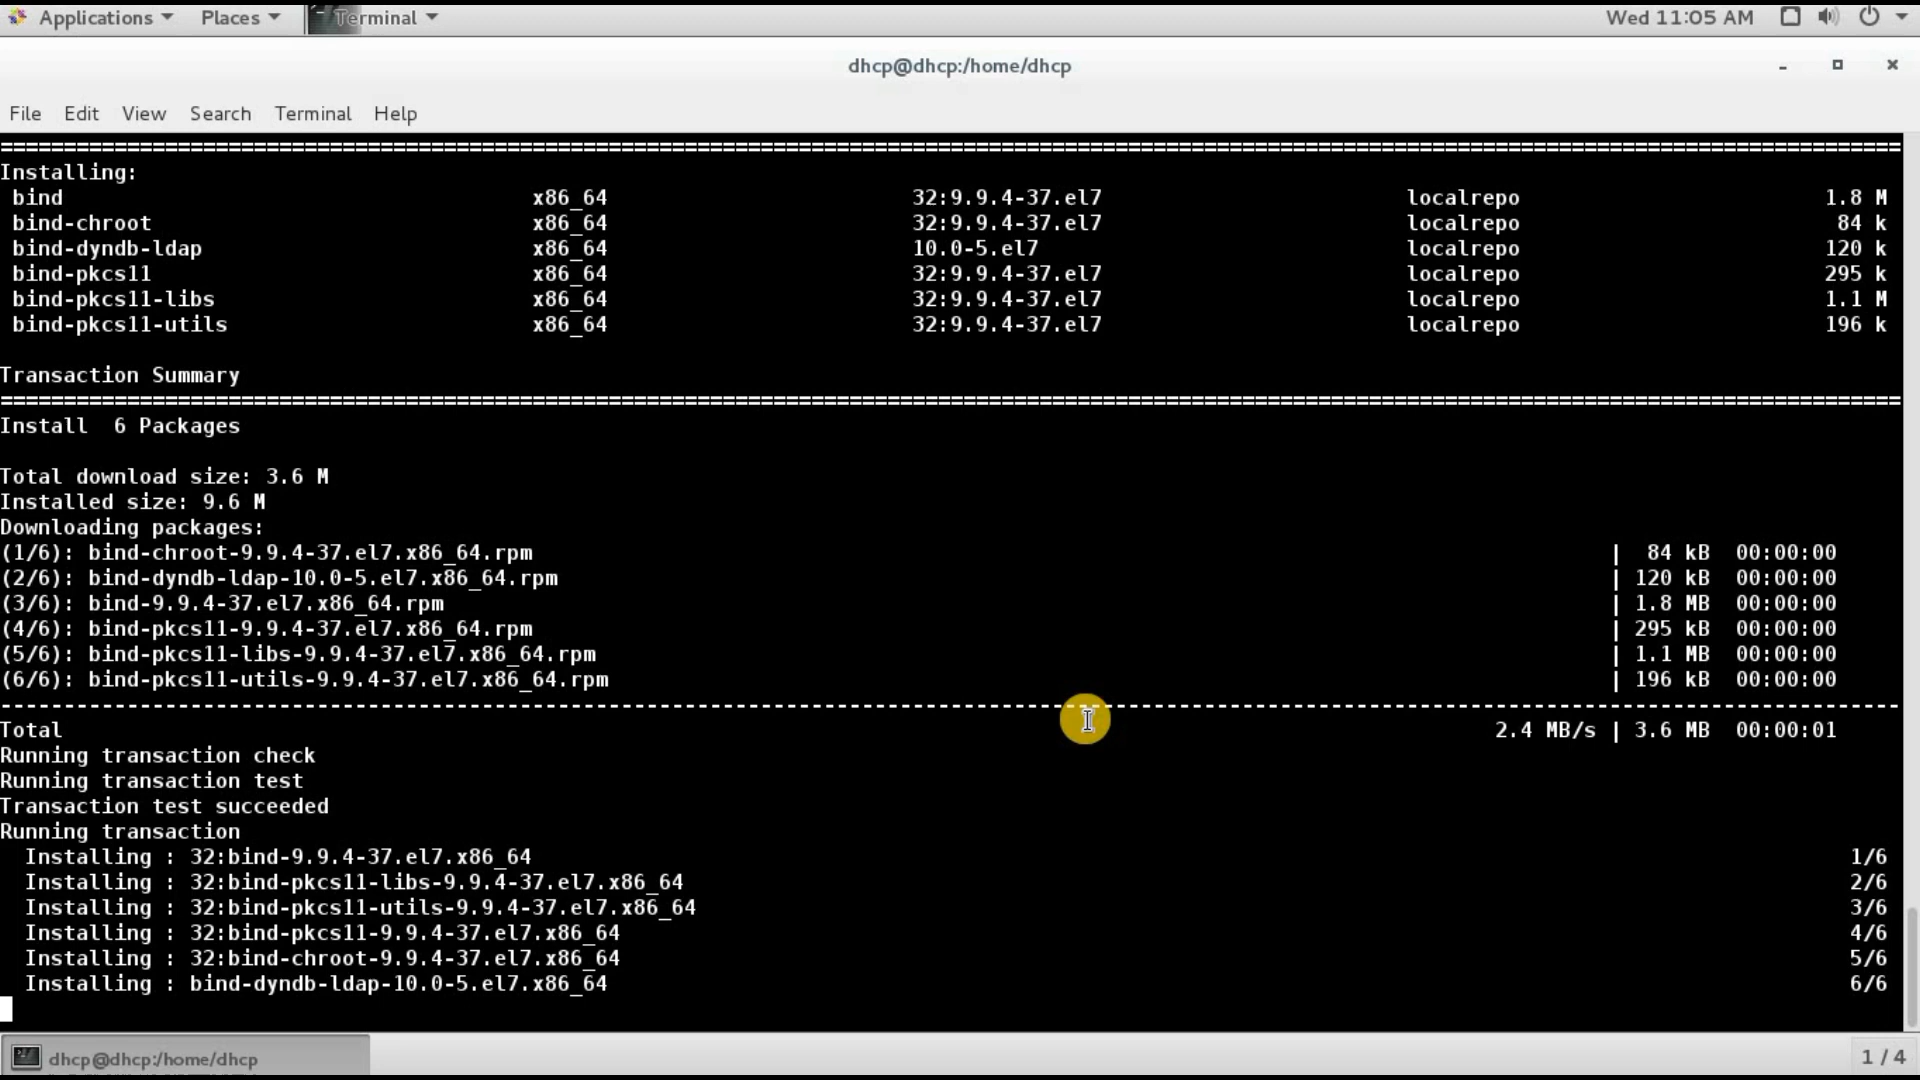 Applications Places Terminal Wed 11:05 AM
dhcp@dhcp:/home/dhcp
File Edit View Search Terminal Help
================================================================================
Installing:
bind x86_64 32:9.9.4-37.el7 localrepo 1.8 M
bind-chroot x86_64 32:9.9.4-37.el7 localrepo 84 k
bind-dyndb-ldap x86_64 10.0-5.el7 localrepo 120 k
bind-pkcs11 x86_64 32:9.9.4-37.el7 localrepo 295 k
bind-pkcs11-libs x86_64 32:9.9.4-37.el7 localrepo 1.1 M
bind-pkcs11-utils x86_64 32:9.9.4-37.el7 localrepo 196 k
Transaction Summary
================================================================================
Install 6 Packages
Total download size: 3.6 M
Installed size: 9.6 M
Downloading packages:
(1/6): bind-chroot-9.9.4-37.el7.x86_64.rpm | 84 kB 00:00:00
(2/6): bind-dyndb-ldap-10.0-5.el7.x86_64.rpm | 120 kB 00:00:00
(3/6): bind-9.9.4-37.el7.x86_64.rpm | 1.8 MB 00:00:00
(4/6): bind-pkcs11-9.9.4-37.el7.x86_64.rpm | 295 kB 00:00:00
(5/6): bind-pkcs11-libs-9.9.4-37.el7.x86_64.rpm | 1.1 MB 00:00:00
(6/6): bind-pkcs11-utils-9.9.4-37.el7.x86_64.rpm | 196 kB 00:00:00
--------------------------------------------------------------------------------
Total 2.4 MB/s | 3.6 MB 00:00:01
Running transaction check
Running transaction test
Transaction test succeeded
Running transaction
Installing : 32:bind-9.9.4-37.el7.x86_64 1/6
Installing : 32:bind-pkcs11-libs-9.9.4-37.el7.x86_64 2/6
Installing : 32:bind-pkcs11-utils-9.9.4-37.el7.x86_64 3/6
Installing : 32:bind-pkcs11-9.9.4-37.el7.x86_64 4/6
Installing : 32:bind-chroot-9.9.4-37.el7.x86_64 5/6
Installing : bind-dyndb-ldap-10.0-5.el7.x86_64 6/6
dhcp@dhcp:/home/dhcp 1 / 4